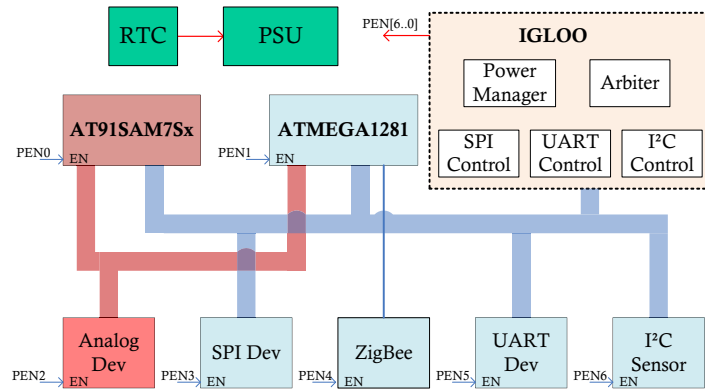 RTC
PSU
PEN[6..0]
IGLOO
Power
Manager
Arbiter
SPI
Control
UART
Control
I²C
Control
AT91SAM7Sx
PEN0
EN
ATMEGA1281
PEN1
EN
Analog
Dev
PEN2
EN
SPI Dev
PEN3
EN
ZigBee
PEN4
EN
UART
Dev
PEN5
EN
I²C
Sensor
PEN6
EN